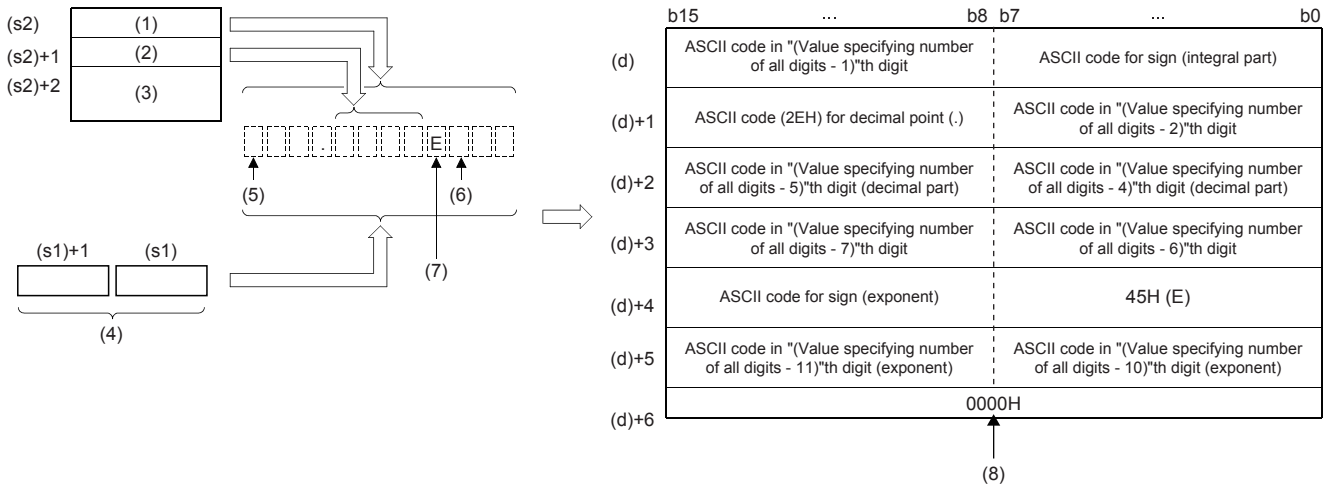 (s2)
(1)
(s2)+1
(2)
(s2)+2
(3)
. E
(5)
(6)
(7)
(s1)+1 (s1)
(4)
b15 ... b8 b7 ... b0
(d)
ASCII code in "(Value specifying number
of all digits - 1)"th digit
ASCII code for sign (integral part)
(d)+1
ASCII code (2EH) for decimal point (.)
ASCII code in "(Value specifying number
of all digits - 2)"th digit
(d)+2
ASCII code in "(Value specifying number
of all digits - 5)"th digit (decimal part)
ASCII code in "(Value specifying number
of all digits - 4)"th digit (decimal part)
(d)+3
ASCII code in "(Value specifying number
of all digits - 7)"th digit
ASCII code in "(Value specifying number
of all digits - 6)"th digit
(d)+4
ASCII code for sign (exponent)
45H (E)
(d)+5
ASCII code in "(Value specifying number
of all digits - 11)"th digit (exponent)
ASCII code in "(Value specifying number
of all digits - 10)"th digit (exponent)
(d)+6
0000H
(8)